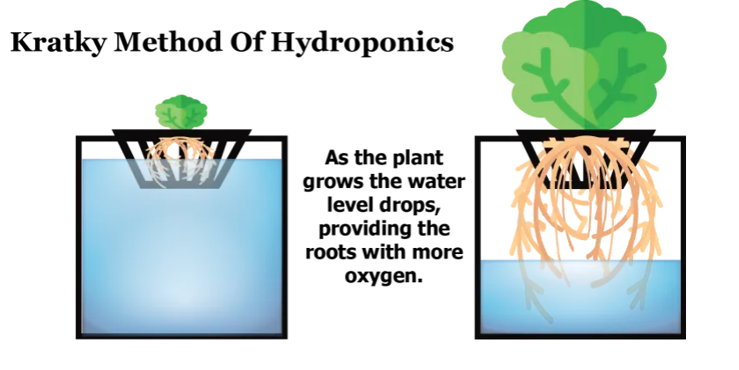 Kratky Method Of Hydroponics
As the plant
grows the water
level drops,
providing the
roots with more
oxygen.